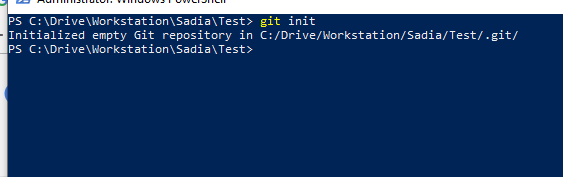 Administrator: Windows PowerShell
PS C:\Drive\Workstation\Sadia\Test> git init
Initialized empty Git repository in C:/Drive/Workstation/Sadia/Test/.git/
PS C:\Drive\Workstation\Sadia\Test>